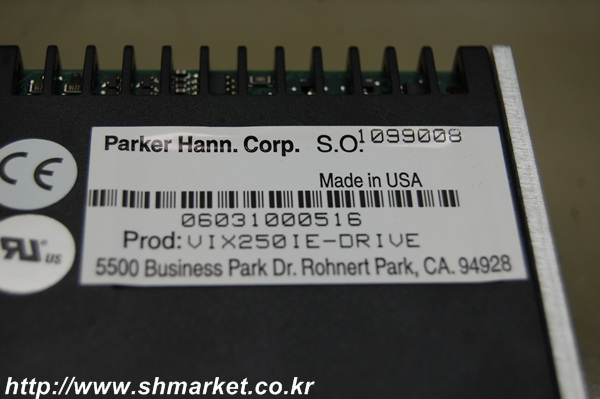 Parker Hann. Corp. S.O. 1099008
Made in USA
06031000516
Prod: VIX250IE-DRIVE
5500 Business Park Dr. Rohnert Park, CA. 94928
CE
RU US
http://www.shmarket.co.kr